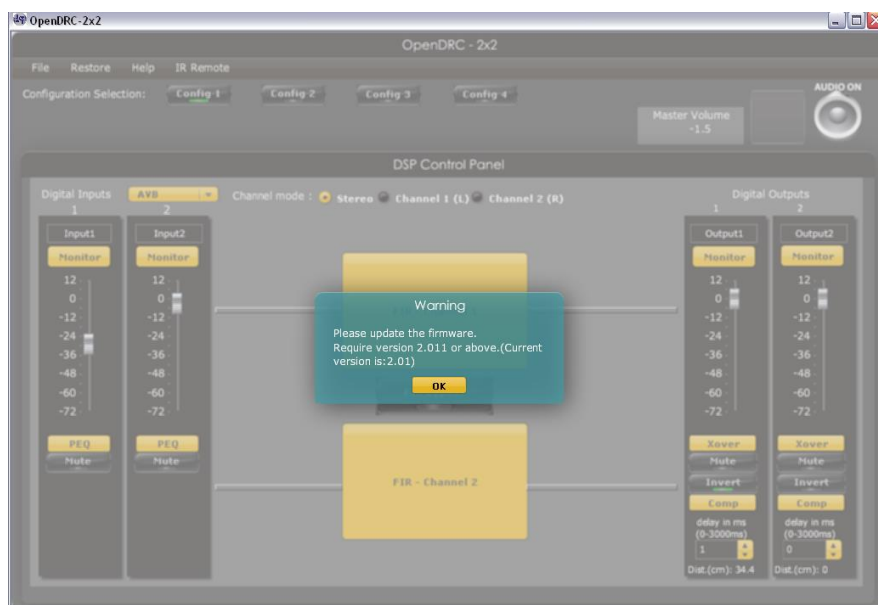 OpenDRC-2x2
OpenDRC - 2x2
File Restore Help IR Remote
Configuration Selection: Config 1 Config 2 Config 3 Config 4
AUDIO ON
Master Volume
-1.5
DSP Control Panel
Digital Inputs AVB Channel mode : Stereo Channel 1 (L) Channel 2 (R) Digital Outputs
1 2 1 2
Input1 Input2 Output1 Output2
Monitor Monitor Monitor Monitor
12 12 12 12
0 0 0 0
-12 -12 -12 -12
-24 -24 -24 -24
-36 -36 -36 -36
-48 -48 -48 -48
-60 -60 -60 -60
-72 -72 -72 -72
Warning
Please update the firmware.
Require version 2.011 or above.(Current
version is:2.01)
OK
PEQ PEQ Xover Xover
Mute Mute Mute Mute
FIR - Channel 2
Invert Invert
Comp Comp
delay in ms delay in ms
(0-3000ms) (0-3000ms)
1 0
Dist.(cm): 34.4 Dist.(cm): 0